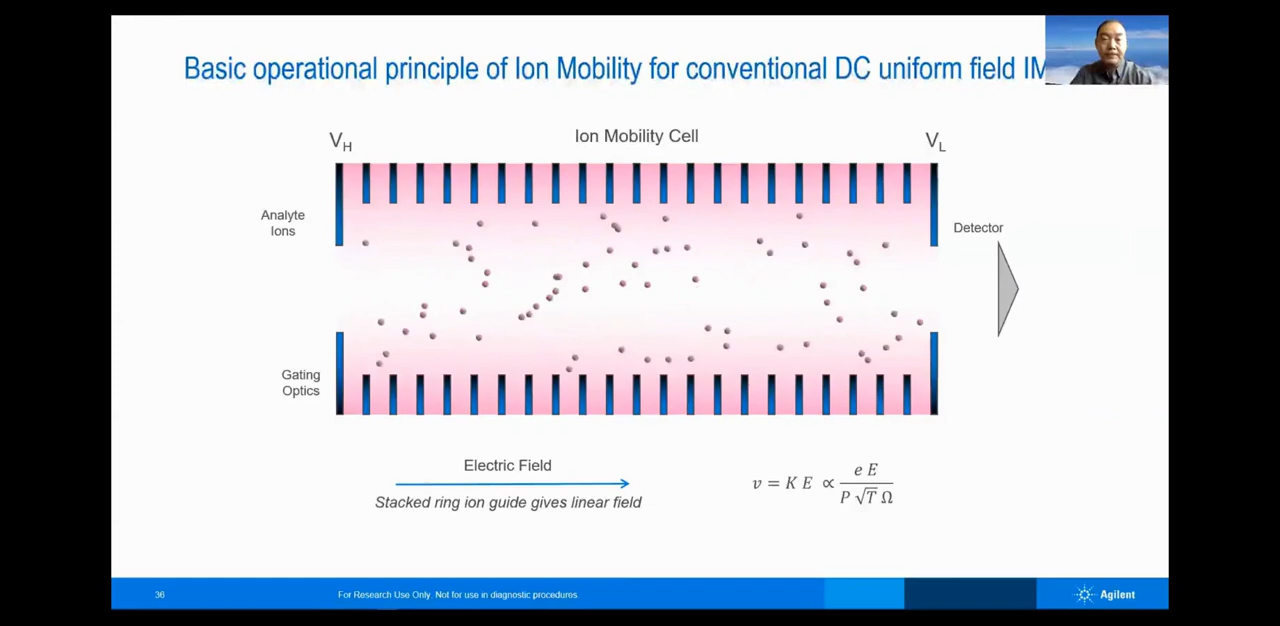 Basic operational principle of Ion Mobility for conventional DC uniform field IM
V_H
Ion Mobility Cell
V_L
Analyte
Ions
Detector
Gating
Optics
Electric Field
Stacked ring ion guide gives linear field
v = K E ∝ e E / P √T Ω
36
For Research Use Only. Not for use in diagnostic procedures.
Agilent